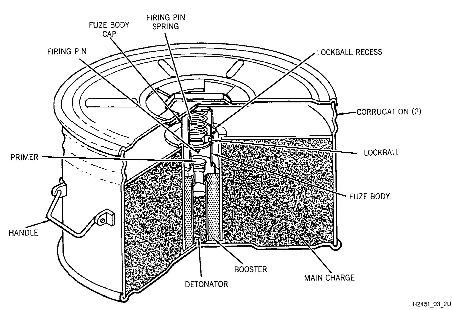 FIRING PIN
SPRING
FUZE BODY
CAP
FIRING PIN
LOCKBALL RECESS
CORRUGATION (2)
PRIMER
LOCKBALL
FUZE BODY
HANDLE
BOOSTER
MAIN CHARGE
DETONATOR